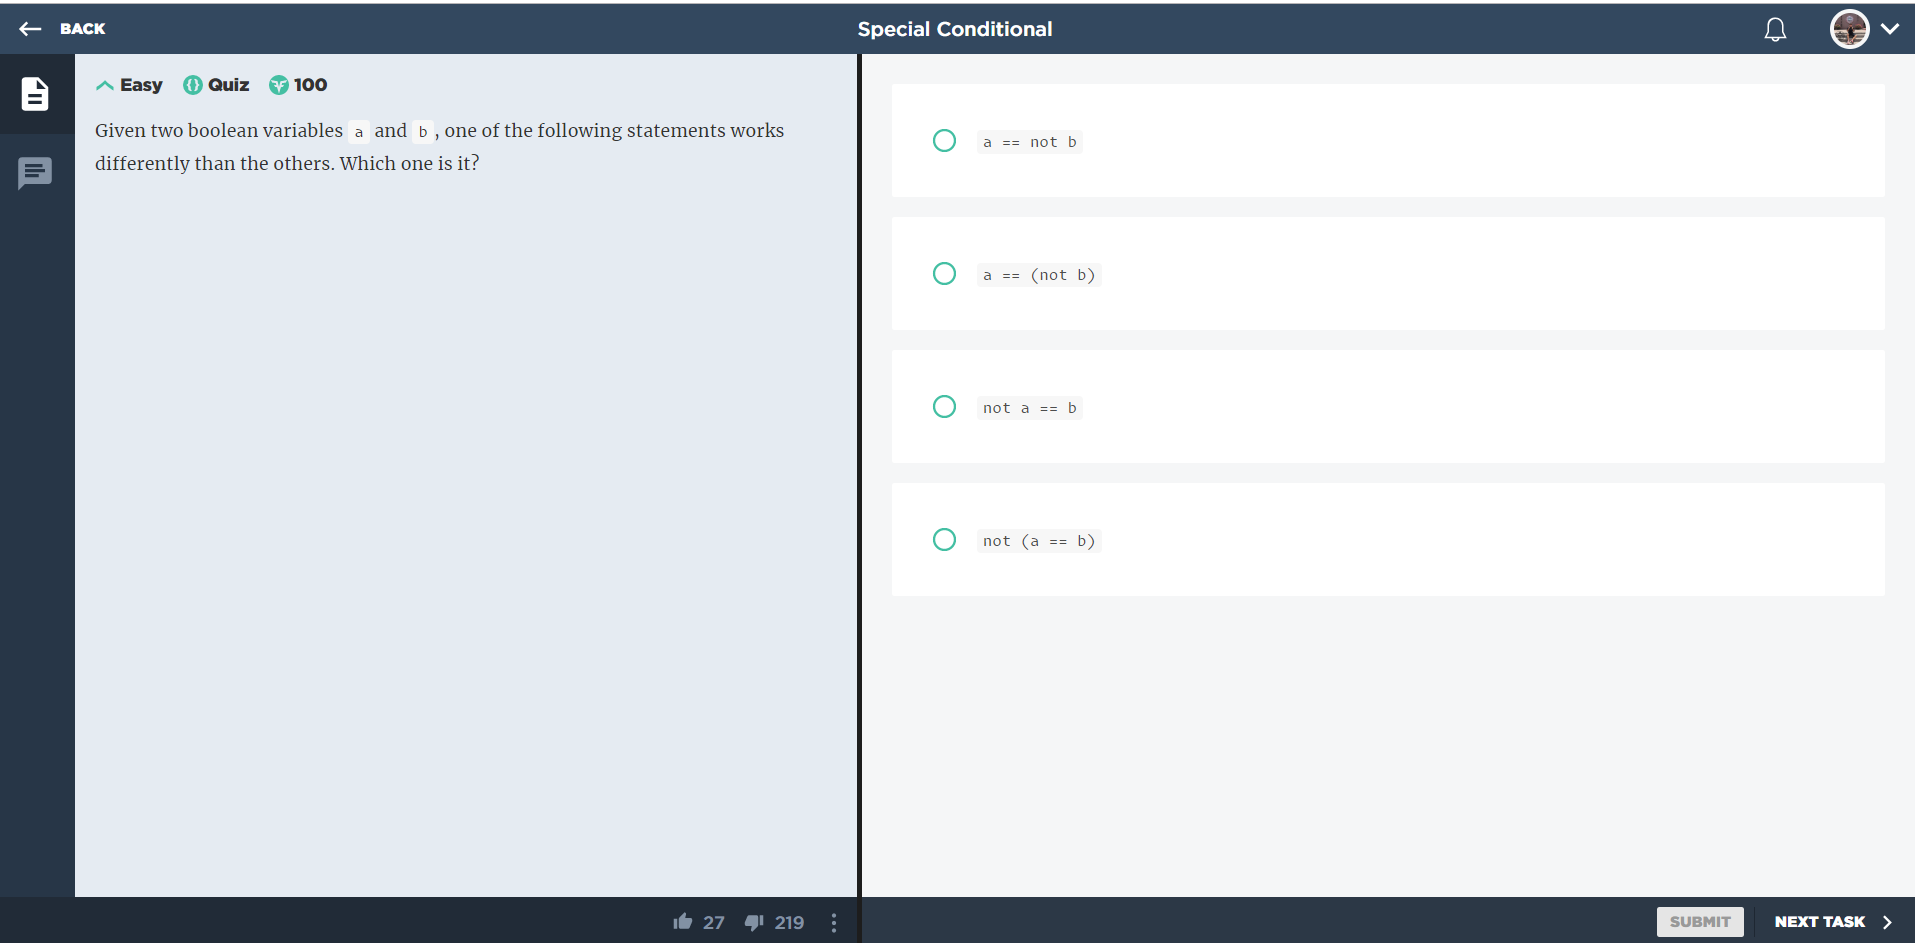 BACK
Special Conditional
Easy Quiz 100
Given two boolean variables a and b, one of the following statements works
differently than the others. Which one is it?
a == not b
a == (not b)
not a == b
not (a == b)
27 219
SUBMIT NEXT TASK